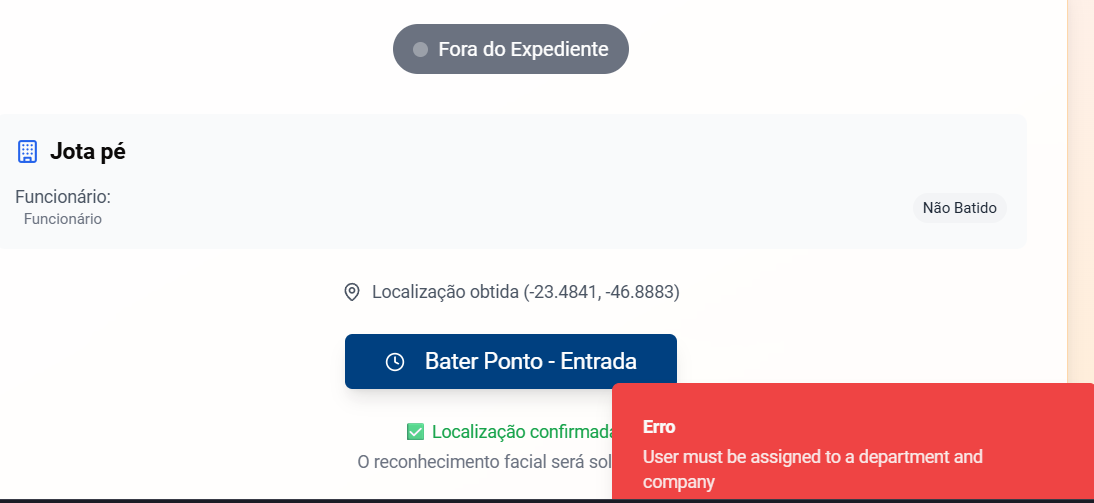 Fora do Expediente
Jota pé
Funcionário:
Funcionário
Não Batido
Localização obtida (-23.4841, -46.8883)
Bater Ponto - Entrada
Localização confirmada
O reconhecimento facial será
Erro
User must be assigned to a department and
company